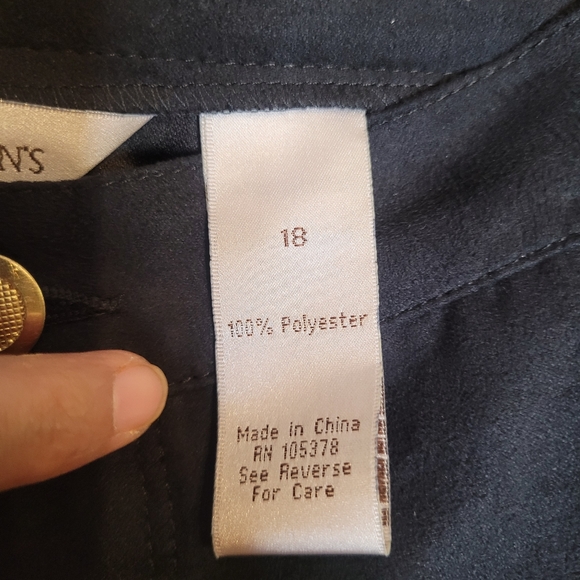 N'S
18
100% Polyester
Made in China
RN 105378
See Reverse
For Care